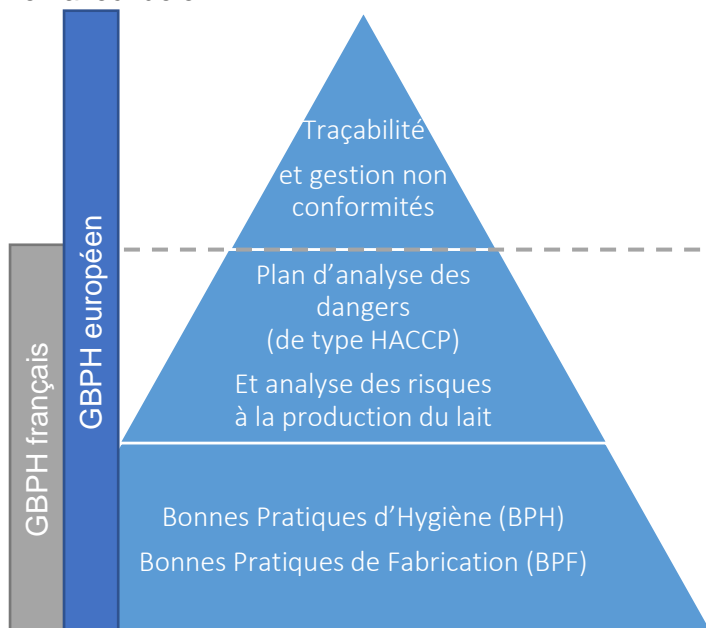 Traçabilité
et gestion non
conformités
Plan d'analyse des
dangers
(de type HACCP)
Et analyse des risques
à la production du lait
Bonnes Pratiques d'Hygiène (BPH)
Bonnes Pratiques de Fabrication (BPF)
GBPH européen
GBPH français